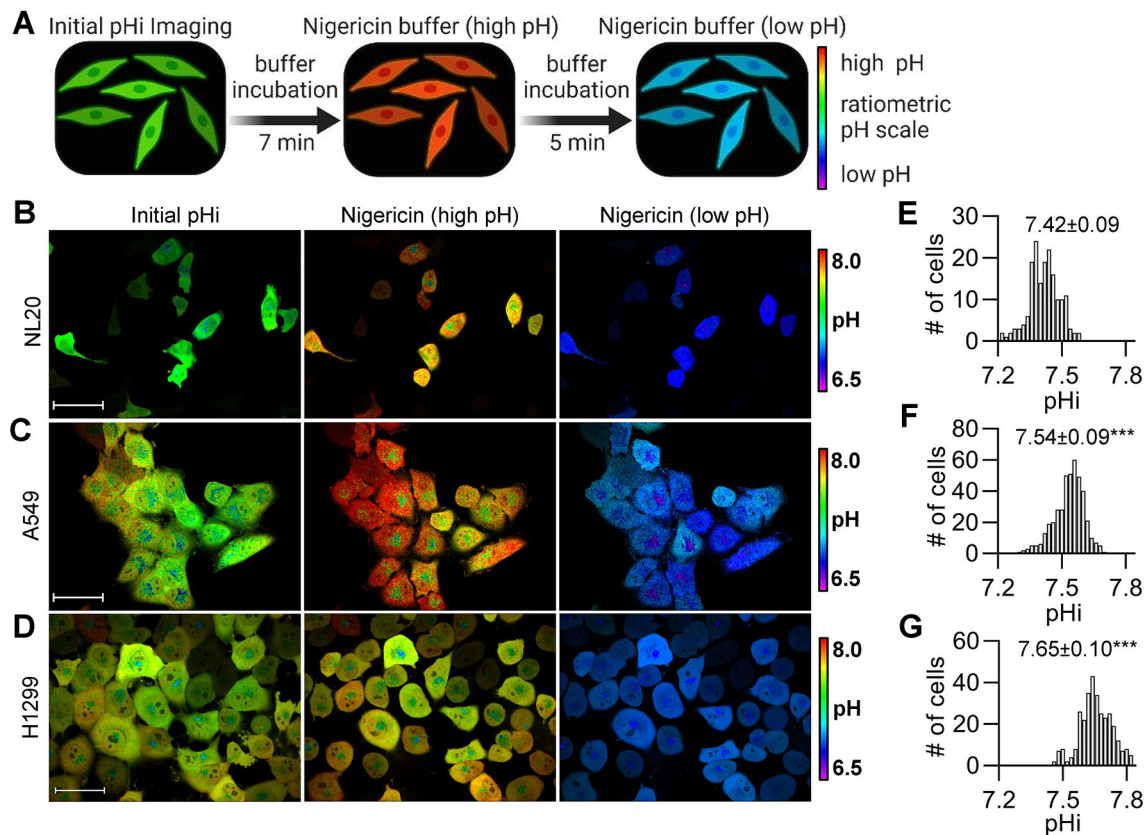 A
Initial pHi Imaging
Nigericin buffer (high pH)
Nigericin buffer (low pH)
buffer
incubation
7 min
buffer
incubation
5 min
high pH
ratiometric
pH scale
low pH
B
Initial pHi
Nigericin (high pH)
Nigericin (low pH)
NL20
8.0
pH
6.5
C
A549
8.0
pH
6.5
D
H1299
8.0
pH
6.5
E
7.42±0.09
# of cells
30
20
10
0
7.2
7.5
7.8
pHi
F
7.54±0.09***
# of cells
80
60
40
20
0
7.2
7.5
7.8
pHi
G
7.65±0.10***
# of cells
60
40
20
0
7.2
7.5
7.8
pHi